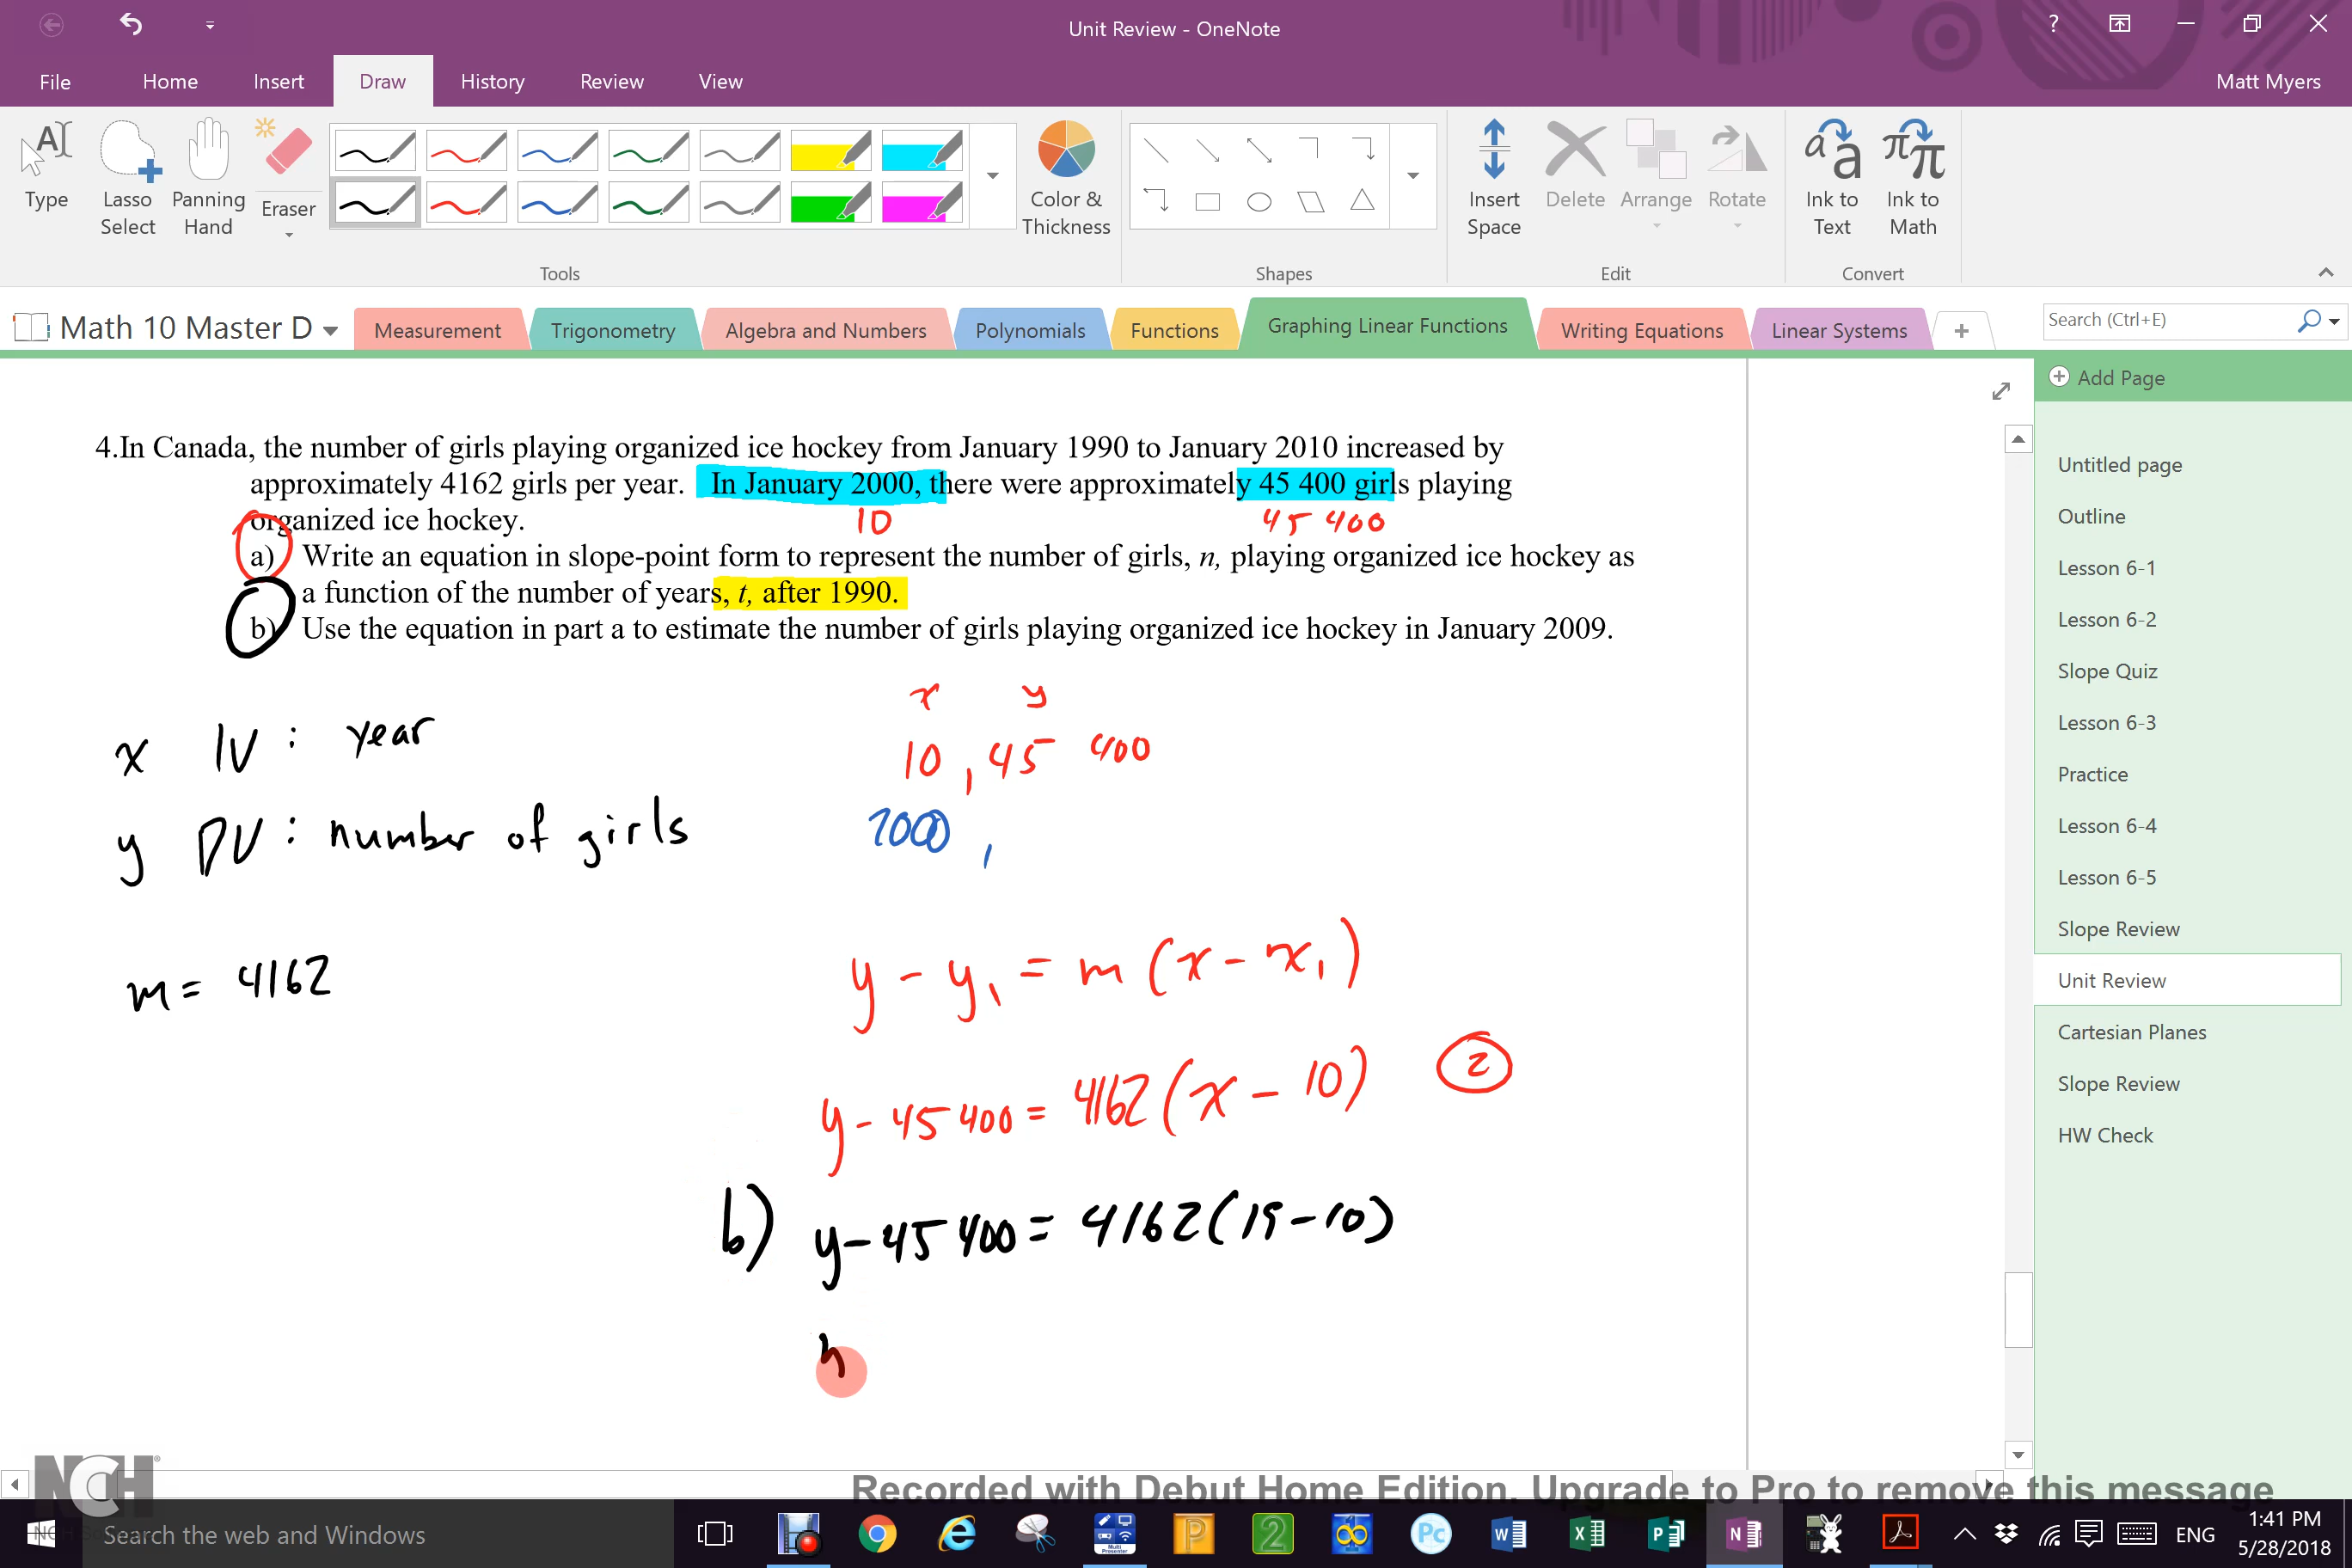 Unit Review - OneNote
?
File Home Insert Draw History Review View
Matt Myers
Type
Lasso Select
Panning Hand
Eraser
Color & Thickness
Insert Space
Delete
Arrange
Rotate
Ink to Text
Ink to Math
Tools
Shapes
Edit
Convert
Math 10 Master D
Measurement Trigonometry Algebra and Numbers Polynomials Functions Graphing Linear Functions Writing Equations Linear Systems +
Search (Ctrl+E)
4.In Canada, the number of girls playing organized ice hockey from January 1990 to January 2010 increased by
approximately 4162 girls per year. In January 2000, there were approximately 45 400 girls playing
organized ice hockey.
10 45 400
a) Write an equation in slope-point form to represent the number of girls, n, playing organized ice hockey as
a function of the number of years, t, after 1990.
b) Use the equation in part a to estimate the number of girls playing organized ice hockey in January 2009.
x IV : year
y DV : number of girls
m = 4162
x y
10 , 45 400
2000 ,
y - y₁ = m (x - x₁)
y - 45 400 = 4162 (x - 10) 2
b) y - 45 400 = 4162 (19 - 10)
Add Page
Untitled page
Outline
Lesson 6-1
Lesson 6-2
Slope Quiz
Lesson 6-3
Practice
Lesson 6-4
Lesson 6-5
Slope Review
Unit Review
Cartesian Planes
Slope Review
HW Check
NCH
Recorded with Debut Home Edition. Upgrade to Pro to remove this message
Search the web and Windows
ENG
1:41 PM
5/28/2018